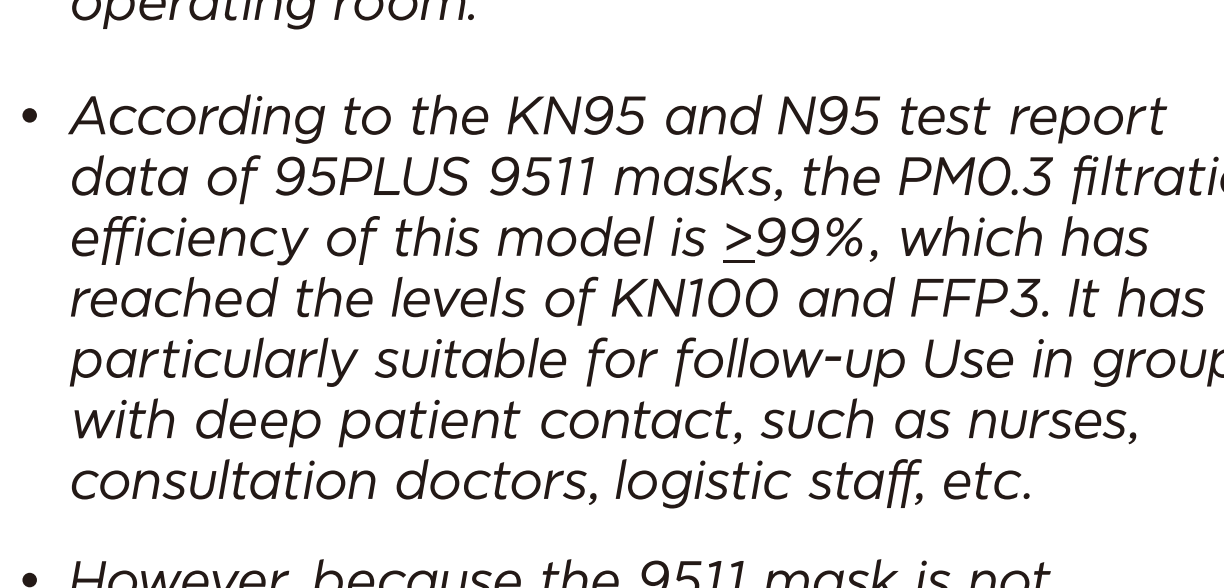 operating room.
• According to the KN95 and N95 test report
data of 95PLUS 9511 masks, the PM0.3 filtratio
efficiency of this model is ≥99%, which has
reached the levels of KN100 and FFP3. It has
particularly suitable for follow-up Use in group
with deep patient contact, such as nurses,
consultation doctors, logistic staff, etc.
• However, because the 9511 mask is not